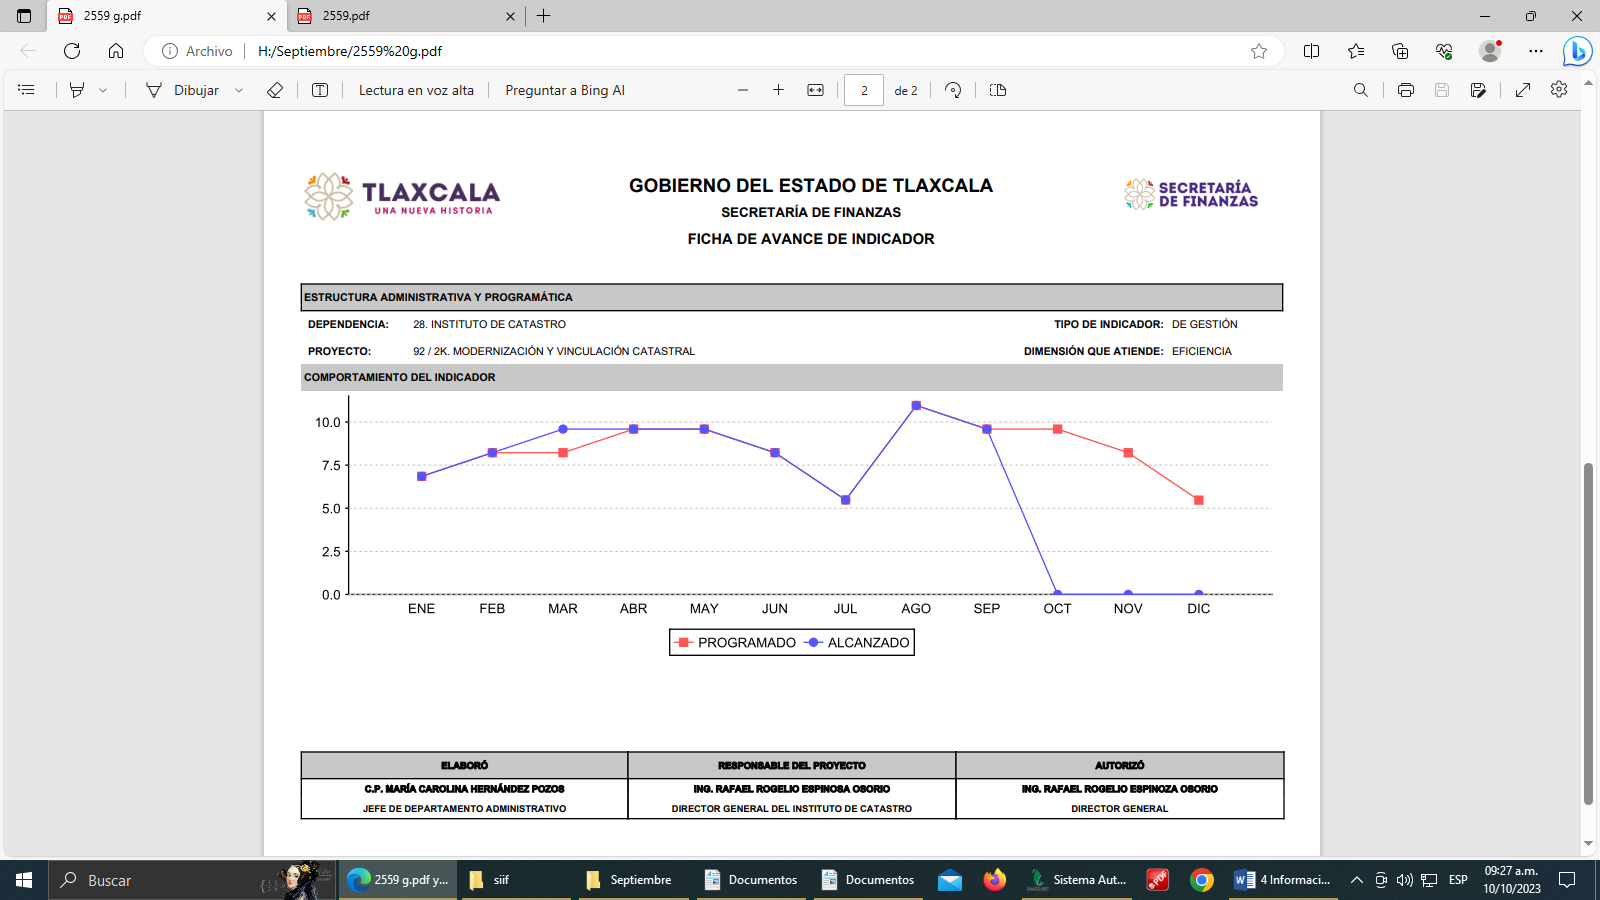 2559 g.pdf
2559.pdf
Archivo
H:/Septiembre/2559%20g.pdf
Dibujar
Lectura en voz alta
Preguntar a Bing AI
2
de 2
TLAXCALA
UNA NUEVA HISTORIA
GOBIERNO DEL ESTADO DE TLAXCALA
SECRETARÍA DE FINANZAS
FICHA DE AVANCE DE INDICADOR
SECRETARÍA
DE FINANZAS
ESTRUCTURA ADMINISTRATIVA Y PROGRAMÁTICA
DEPENDENCIA: 28. INSTITUTO DE CATASTRO TIPO DE INDICADOR: DE GESTIÓN
PROYECTO: 92 / 2K. MODERNIZACIÓN Y VINCULACIÓN CATASTRAL DIMENSIÓN QUE ATIENDE: EFICIENCIA
COMPORTAMIENTO DEL INDICADOR
10.0
7.5
5.0
2.5
0.0
ENE FEB MAR ABR MAY JUN JUL AGO SEP OCT NOV DIC
PROGRAMADO ALCANZADO
ELABORÓ RESPONSABLE DEL PROYECTO AUTORIZÓ
C.P. MARÍA CAROLINA HERNÁNDEZ POZOS ING. RAFAEL ROGELIO ESPINOSA OSORIO ING. RAFAEL ROGELIO ESPINOZA OSORIO
JEFE DE DEPARTAMENTO ADMINISTRATIVO DIRECTOR GENERAL DEL INSTITUTO DE CATASTRO DIRECTOR GENERAL
Buscar
2559 g.pdf y...
siif
Septiembre
Documentos
Documentos
Sistema Aut...
4 Informaci...
ESP
09:27 a.m.
10/10/2023